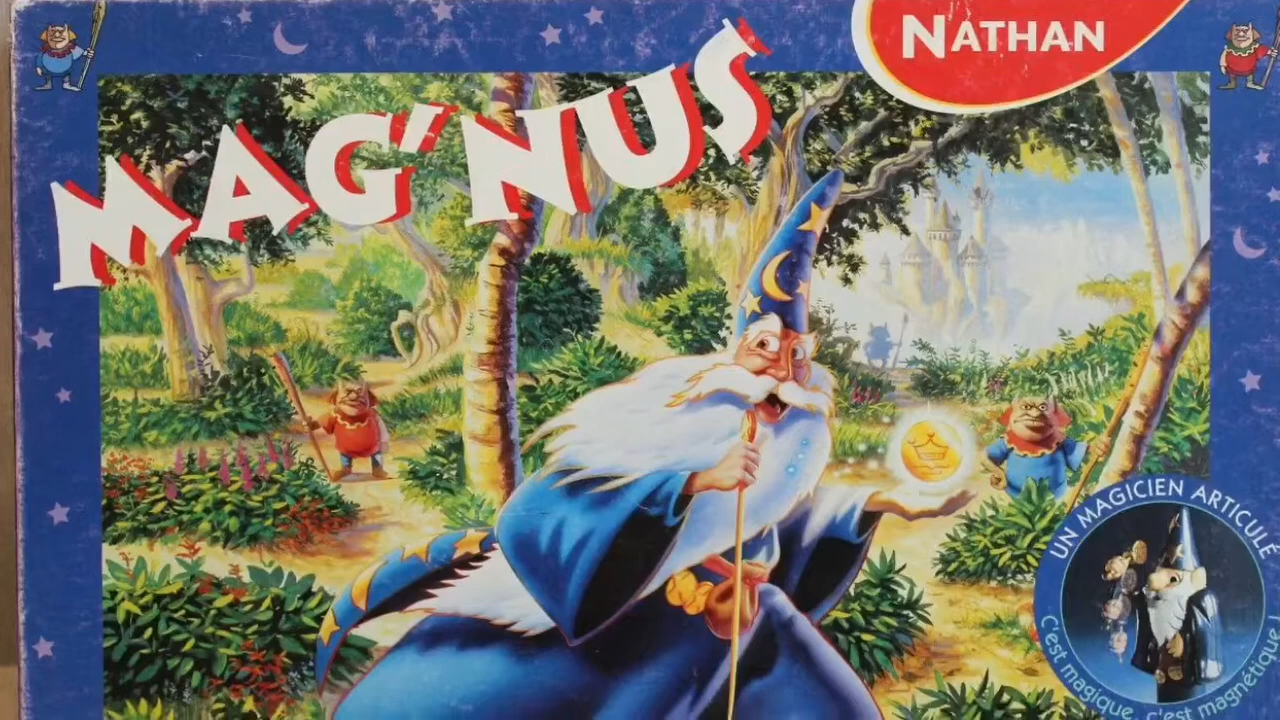 NATHAN
MAG'NUS
UN MAGICIEN ARTICULÉ
C'est magique, c'est magnétique !